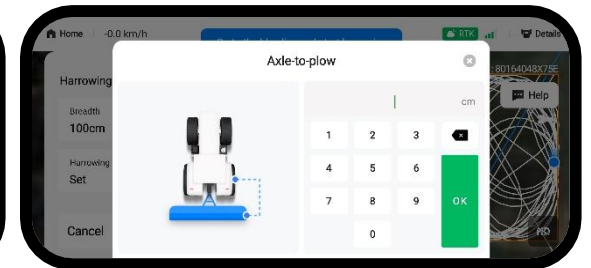 Home
-0.0 km/h
RTK
Details
Axle-to-plow
80164048X75E
Harrowing
Help
cm
Breadth
100cm
1 2 3
Harrowing
Set
4 5 6
OK
7 8 9
Cancel
0